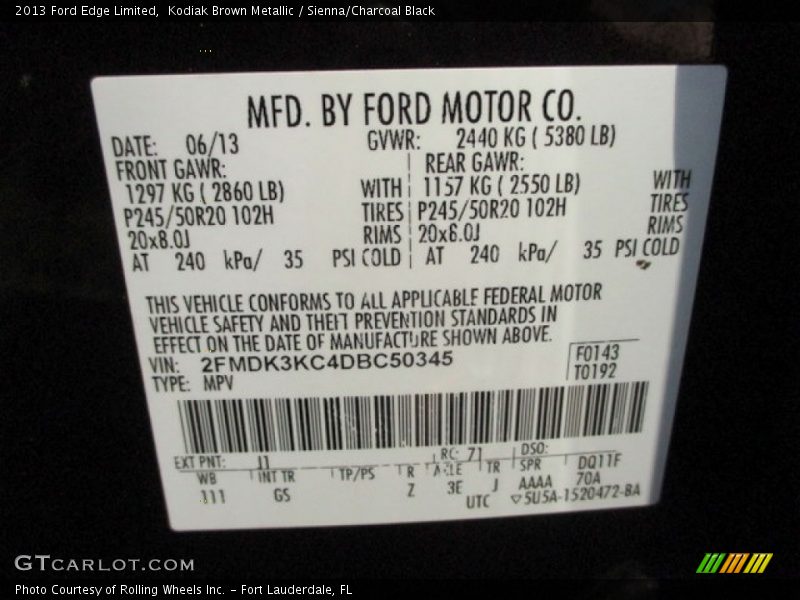 2013 Ford Edge Limited,  Kodiak Brown Metallic / Sienna/Charcoal Black
MFD. BY FORD MOTOR CO.
DATE: 06/13 GVWR: 2440 KG ( 5380 LB)
FRONT GAWR: REAR GAWR:
1297 KG ( 2860 LB) WITH 1157 KG ( 2550 LB) WITH
P245/50R20 102H TIRES P245/50R20 102H TIRES
20x8.0J RIMS 20x8.0J RIMS
AT 240 kPa/ 35 PSI COLD AT 240 kPa/ 35 PSI COLD
THIS VEHICLE CONFORMS TO ALL APPLICABLE FEDERAL MOTOR
VEHICLE SAFETY AND THEFT PREVENTION STANDARDS IN
EFFECT ON THE DATE OF MANUFACTURE SHOWN ABOVE.
VIN: 2FMDK3KC4DBC50345 F0143
TYPE: MPV T0192
EXT PNT: J1 RC: 71 DSO:
WB INT TR TP/PS R AXLE TR SPR DQ11F
111 GS Z 3E J AAAA 70A
UTC ▽5U5A-1520472-BA
GTCARLOT.COM
Photo Courtesy of Rolling Wheels Inc. – Fort Lauderdale, FL